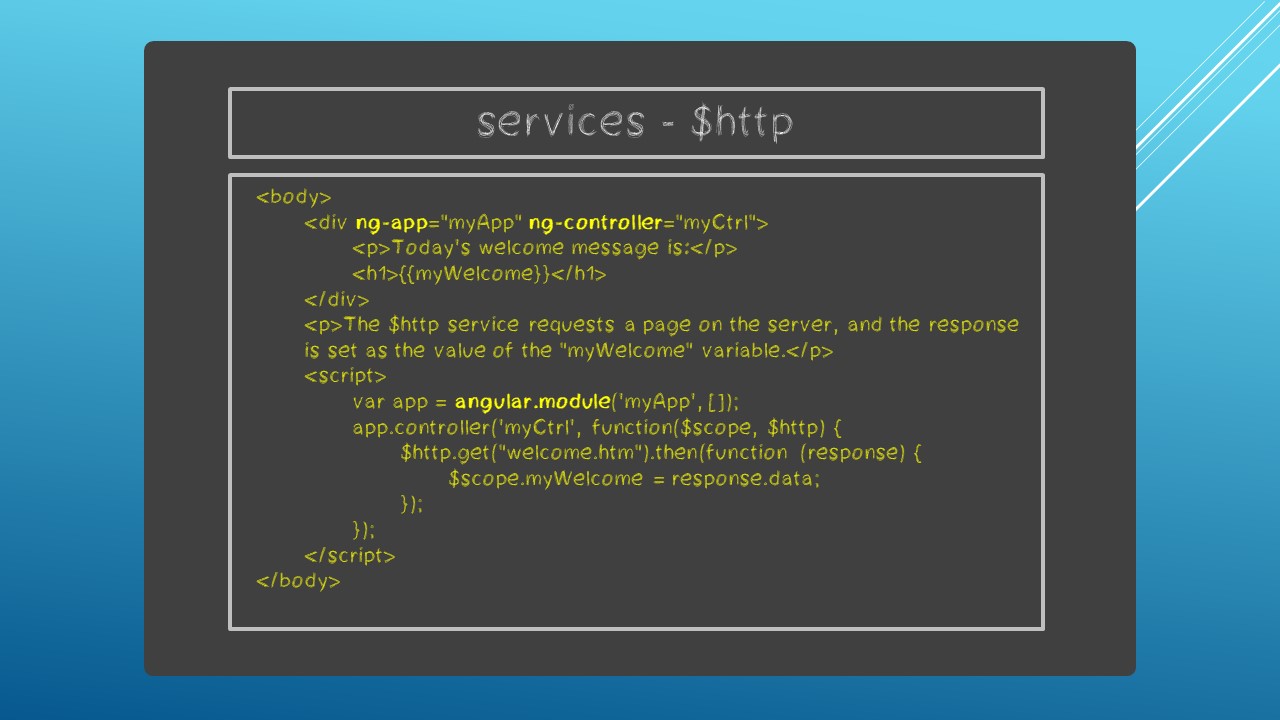 services - $http
<body>
<div ng-app="myApp" ng-controller="myCtrl">
<p>Today's welcome message is:</p>
<h1>{{myWelcome}}</h1>
</div>
<p>The $http service requests a page on the server, and the response
is set as the value of the "myWelcome" variable.</p>
<script>
var app = angular.module('myApp', []);
app.controller('myCtrl', function($scope, $http) {
$http.get("welcome.htm").then(function (response) {
$scope.myWelcome = response.data;
});
});
</script>
</body>